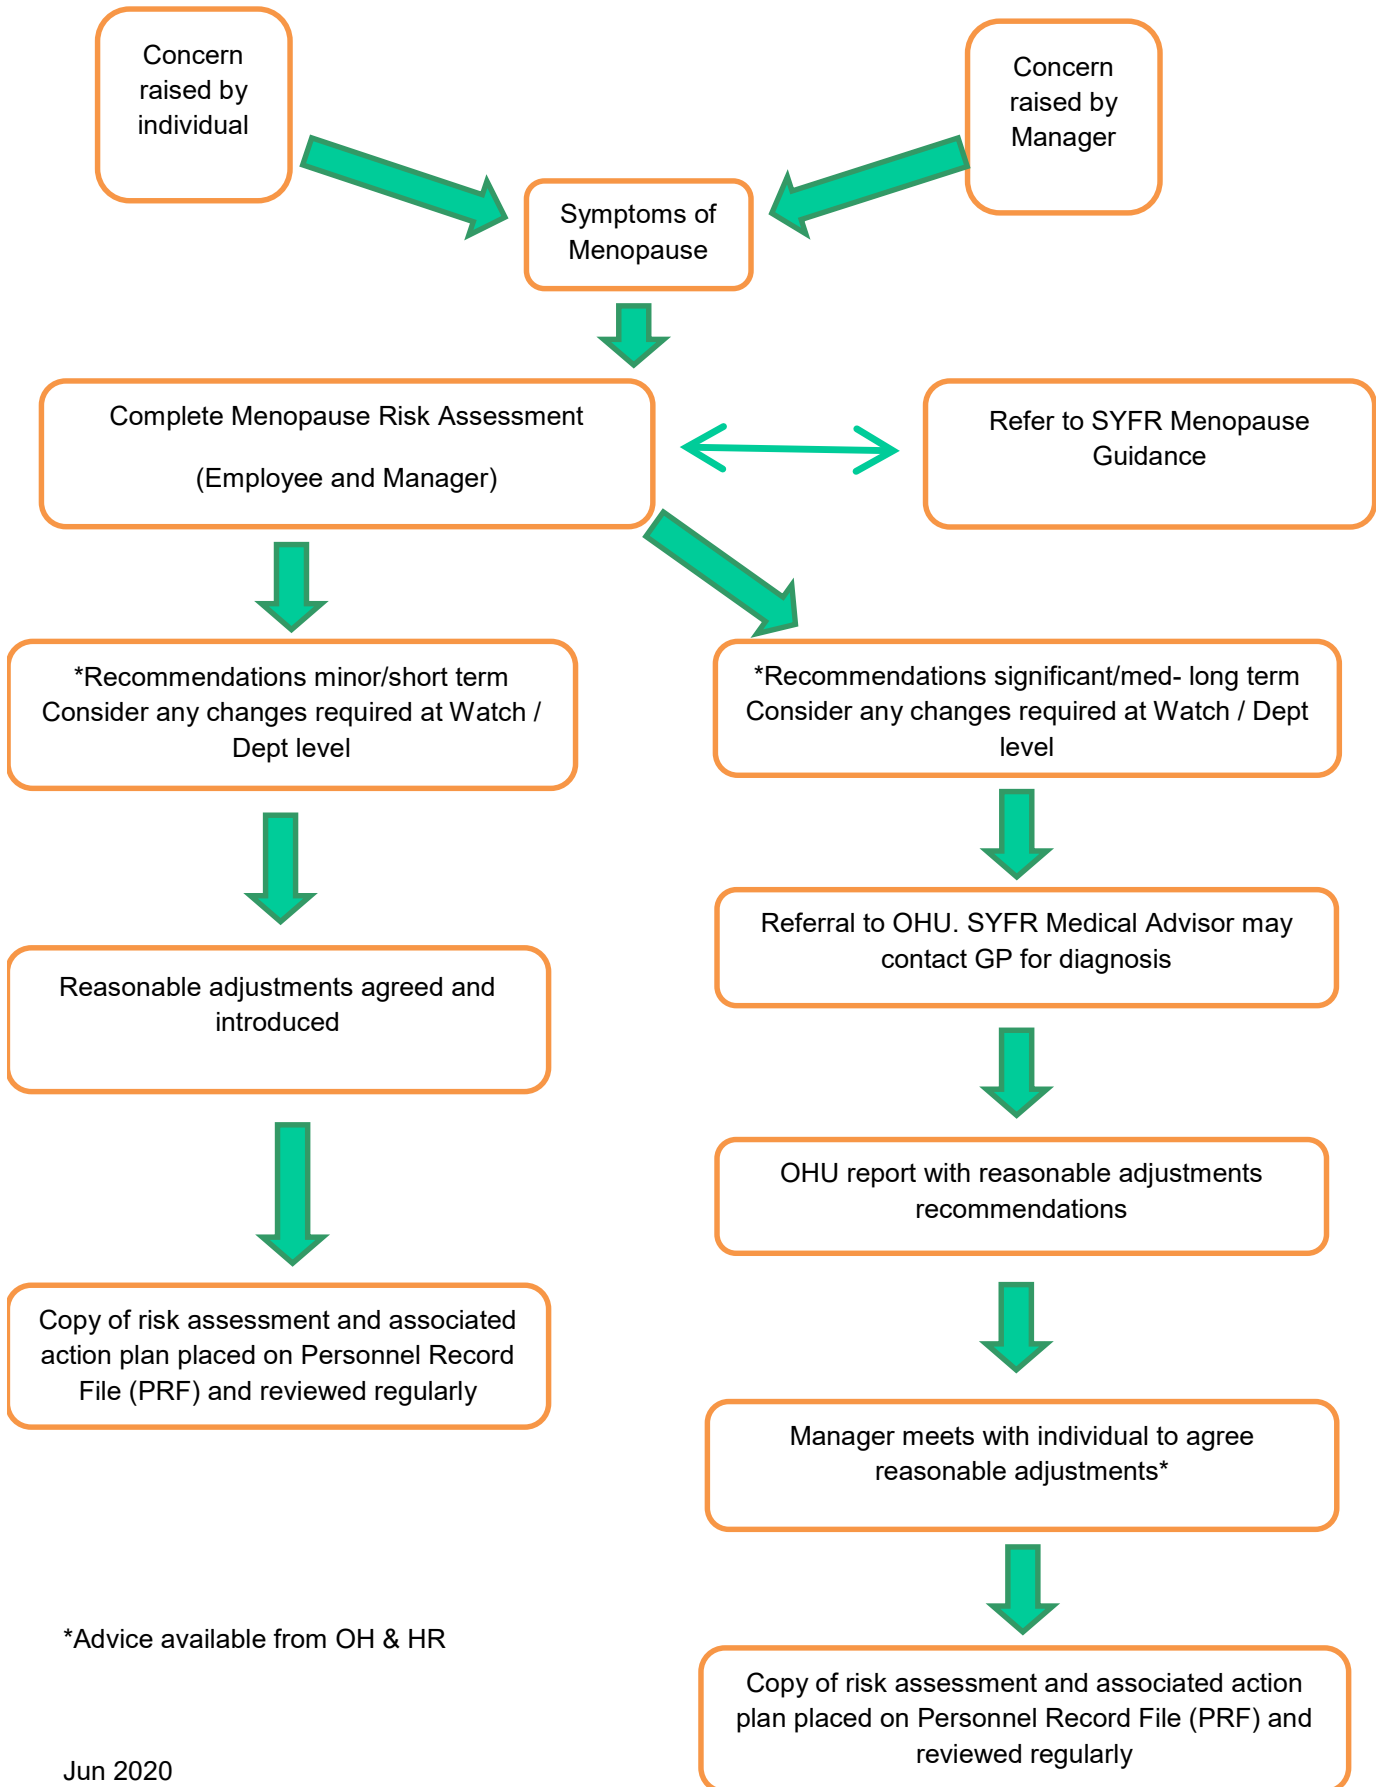 Concern
raised by
individual
Concern
raised by
Manager
Symptoms of
Menopause
Complete Menopause Risk Assessment
(Employee and Manager)
Refer to SYFR Menopause
Guidance
*Recommendations minor/short term
Consider any changes required at Watch /
Dept level
*Recommendations significant/med- long term
Consider any changes required at Watch / Dept
level
Reasonable adjustments agreed and
introduced
Referral to OHU. SYFR Medical Advisor may
contact GP for diagnosis
OHU report with reasonable adjustments
recommendations
Copy of risk assessment and associated
action plan placed on Personnel Record
File (PRF) and reviewed regularly
Manager meets with individual to agree
reasonable adjustments*
*Advice available from OH & HR
Copy of risk assessment and associated action
plan placed on Personnel Record File (PRF) and
reviewed regularly
Jun 2020